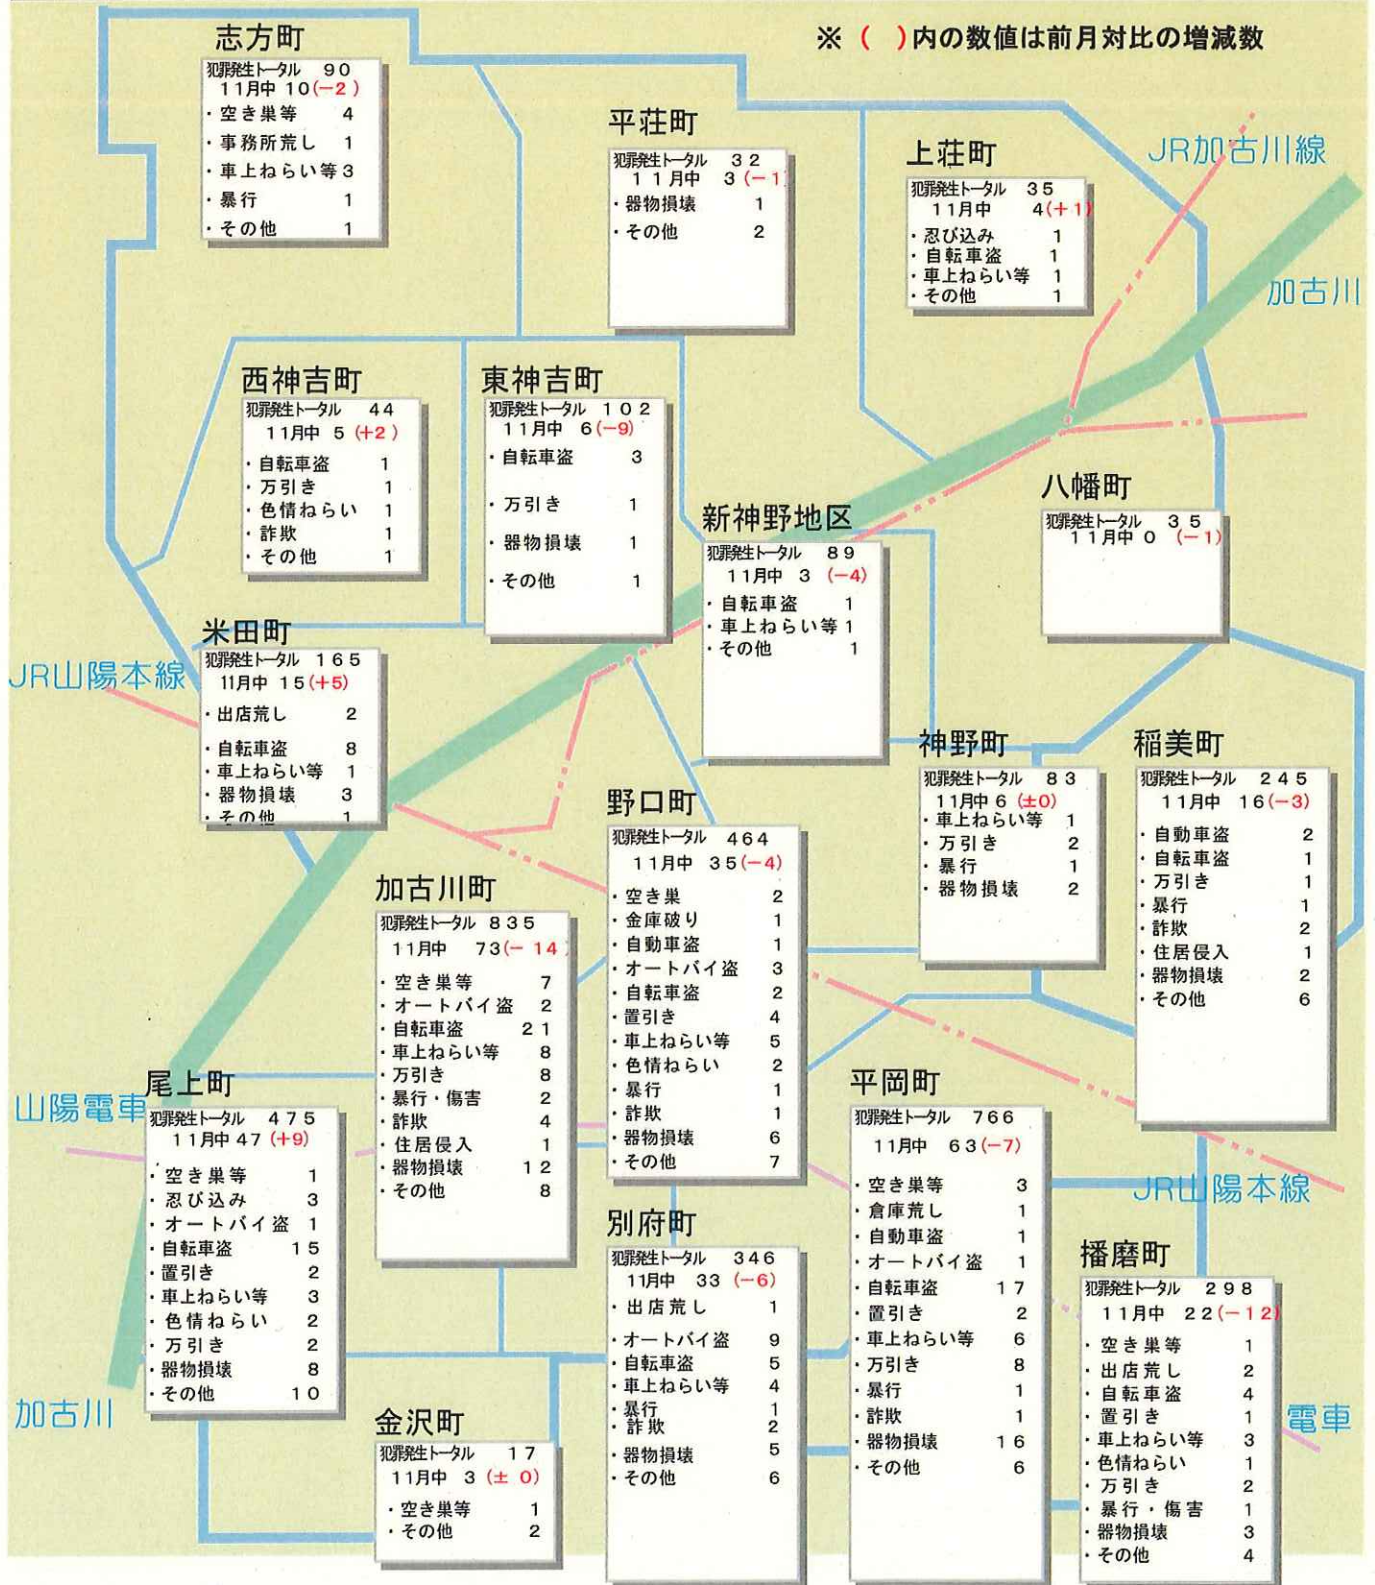 ※ ( )内の数値は前月対比の増減数
志方町
犯罪発生トータル 90
11月中 10(−2)
・空き巣等 4
・事務所荒し 1
・車上ねらい等 3
・暴行 1
・その他 1
平荘町
犯罪発生トータル 32
11月中 3(−1)
・器物損壊 1
・その他 2
上荘町
犯罪発生トータル 35
11月中 4(+1)
・忍び込み 1
・自転車盗 1
・車上ねらい等 1
・その他 1
JR加古川線
加古川
西神吉町
犯罪発生トータル 44
11月中 5(+2)
・自転車盗 1
・万引き 1
・色情ねらい 1
・詐欺 1
・その他 1
東神吉町
犯罪発生トータル 102
11月中 6(−9)
・自転車盗 3
・万引き 1
・器物損壊 1
・その他 1
新神野地区
犯罪発生トータル 89
11月中 3 (−4)
・自転車盗 1
・車上ねらい等 1
・その他 1
八幡町
犯罪発生トータル 35
11月中 0 (−1)
米田町
犯罪発生トータル 165
11月中 15(+5)
・出店荒し 2
・自転車盗 8
・車上ねらい等 1
・器物損壊 3
・その他 1
JR山陽本線
神野町
犯罪発生トータル 83
11月中 6 (±0)
・車上ねらい等 1
・万引き 2
・暴行 1
・器物損壊 2
稲美町
犯罪発生トータル 245
11月中 16(−3)
・自動車盗 2
・自転車盗 1
・万引き 1
・暴行 1
・詐欺 2
・住居侵入 1
・器物損壊 2
・その他 6
野口町
犯罪発生トータル 464
11月中 35(−4)
・空き巣 2
・金庫破り 1
・自動車盗 1
・オートバイ盗 3
・自転車盗 2
・置引き 4
・車上ねらい等 5
・色情ねらい 2
・暴行 1
・詐欺 1
・器物損壊 6
・その他 7
加古川町
犯罪発生トータル 835
11月中 73(−14)
・空き巣等 7
・オートバイ盗 2
・自転車盗 21
・車上ねらい等 8
・万引き 8
・暴行・傷害 2
・詐欺 4
・住居侵入 1
・器物損壊 12
・その他 8
尾上町
犯罪発生トータル 475
11月中 47 (+9)
・空き巣等 1
・忍び込み 3
・オートバイ盗 1
・自転車盗 15
・置引き 2
・車上ねらい等 3
・色情ねらい 2
・万引き 2
・器物損壊 8
・その他 10
山陽電車
加古川
平岡町
犯罪発生トータル 766
11月中 63(−7)
・空き巣等 3
・倉庫荒し 1
・自動車盗 1
・オートバイ盗 1
・自転車盗 17
・置引き 2
・車上ねらい等 6
・万引き 8
・暴行 1
・詐欺 1
・器物損壊 16
・その他 6
JR山陽本線
別府町
犯罪発生トータル 346
11月中 33 (−6)
・出店荒し 1
・オートバイ盗 9
・自転車盗 5
・車上ねらい等 4
・暴行 1
・詐欺 2
・器物損壊 5
・その他 6
播磨町
犯罪発生トータル 298
11月中 22(−12)
・空き巣等 1
・出店荒し 2
・自転車盗 4
・置引き 1
・車上ねらい等 3
・色情ねらい 1
・万引き 2
・暴行・傷害 1
・器物損壊 3
・その他 4
電車
金沢町
犯罪発生トータル 17
11月中 3 (±0)
・空き巣等 1
・その他 2